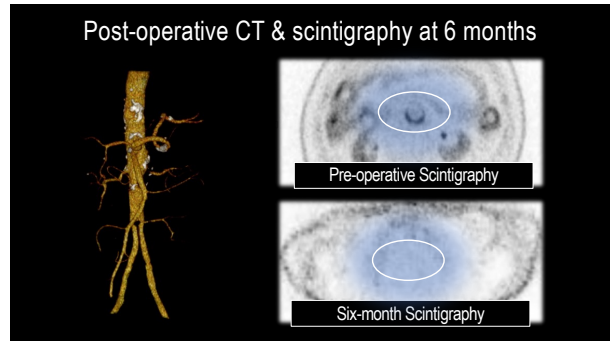 Post-operative CT & scintigraphy at 6 months
Pre-operative Scintigraphy
Six-month Scintigraphy